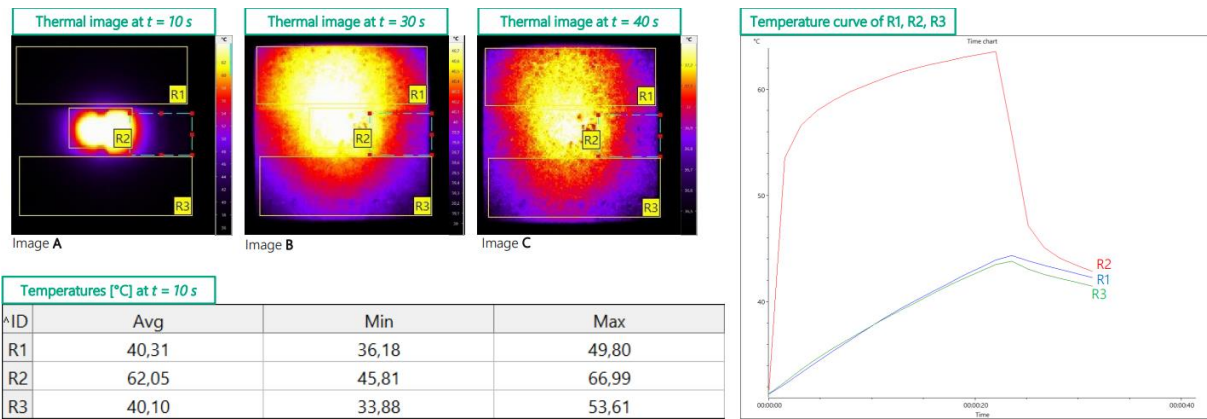 Thermal image at t = 10 s
Thermal image at t = 30 s
Thermal image at t = 40 s
°C
R1
R2
R3
°C
R1
R2
R3
°C
R1
R2
R3
Image A
Image B
Image C
Temperatures [°C] at t = 10 s
^ID Avg Min Max
R1 40,31 36,18 49,80
R2 62,05 45,81 66,99
R3 40,10 33,88 53,61
Temperature curve of R1, R2, R3
Time chart
°C
60
50
40
R2
R1
R3
00:00:00 00:00:20 00:00:40
Time